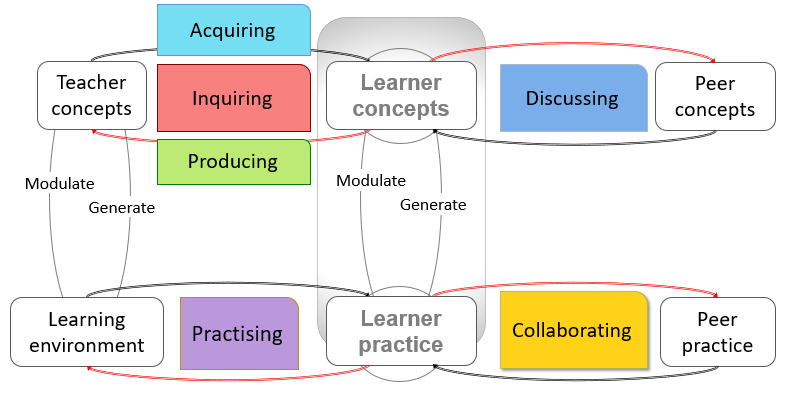 Acquiring
Teacher
concepts
Inquiring
Learner
concepts
Discussing
Peer
concepts
Producing
Modulate
Generate
Modulate
Generate
Learning
environment
Practising
Learner
practice
Collaborating
Peer
practice